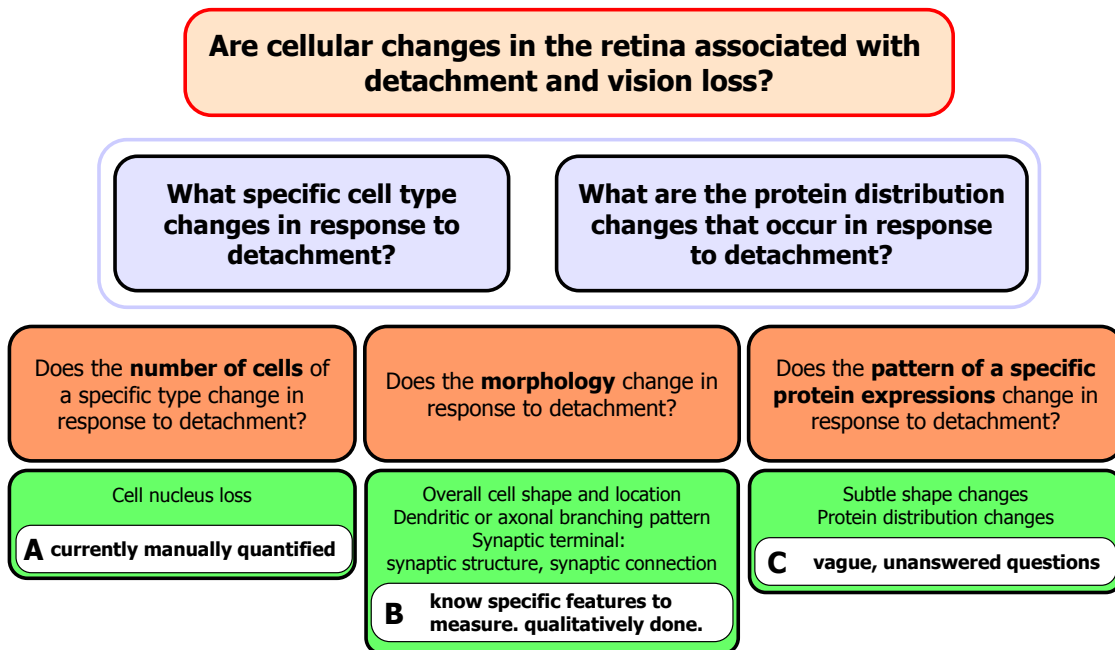 Are cellular changes in the retina associated with
detachment and vision loss?
What specific cell type
changes in response to
detachment?
What are the protein distribution
changes that occur in response
to detachment?
Does the number of cells of
a specific type change in
response to detachment?
Does the morphology change in
response to detachment?
Does the pattern of a specific
protein expressions change in
response to detachment?
Cell nucleus loss
A currently manually quantified
Overall cell shape and location
Dendritic or axonal branching pattern
Synaptic terminal:
synaptic structure, synaptic connection
B know specific features to
measure. qualitatively done.
Subtle shape changes
Protein distribution changes
C vague, unanswered questions